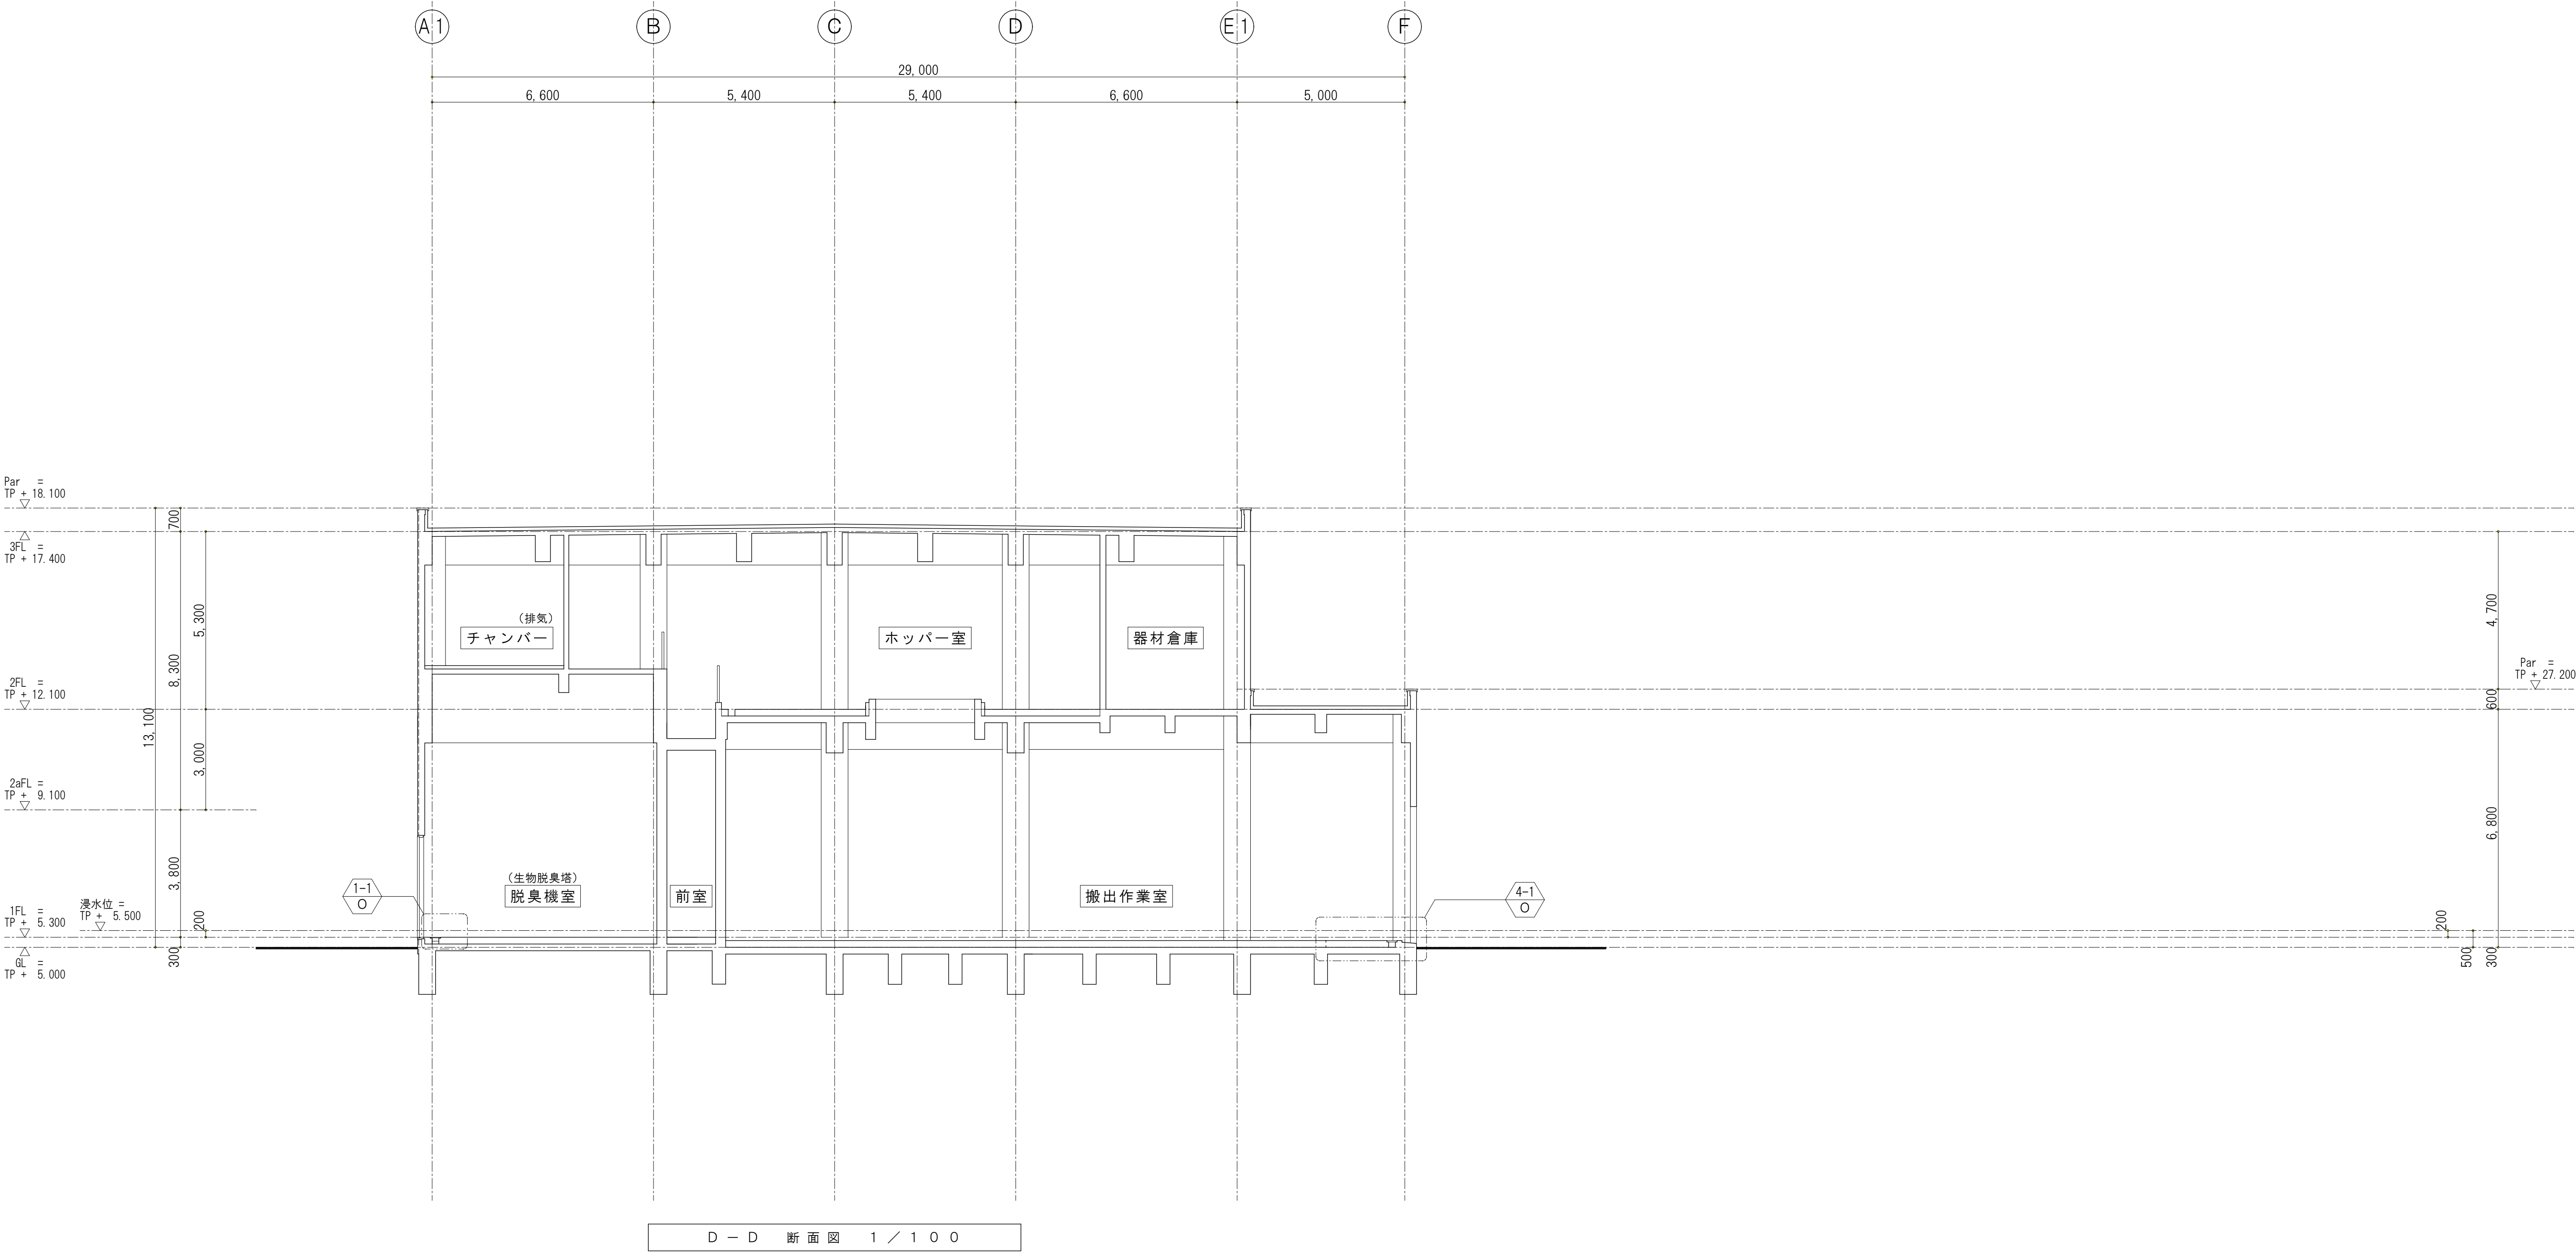 A1 B C D E1 F
29,000
6,600 5,400 5,400 6,600 5,000
Par =
TP + 18.100
700
3FL =
TP + 17.400
5,300
4,700
(排気)
チャンバー ホッパー室 器材倉庫
8,300
Par =
TP + 27.200
2FL =
TP + 12.100
600
13,100
3,000
2aFL =
TP + 9.100
6,800
3,800
(生物脱臭塔)
脱臭機室 前室 搬出作業室
1-1
0
4-1
0
浸水位 =
TP + 5.500
1FL =
TP + 5.300
200
200
300
500
300
GL =
TP + 5.000
D－D 断面図 1／100